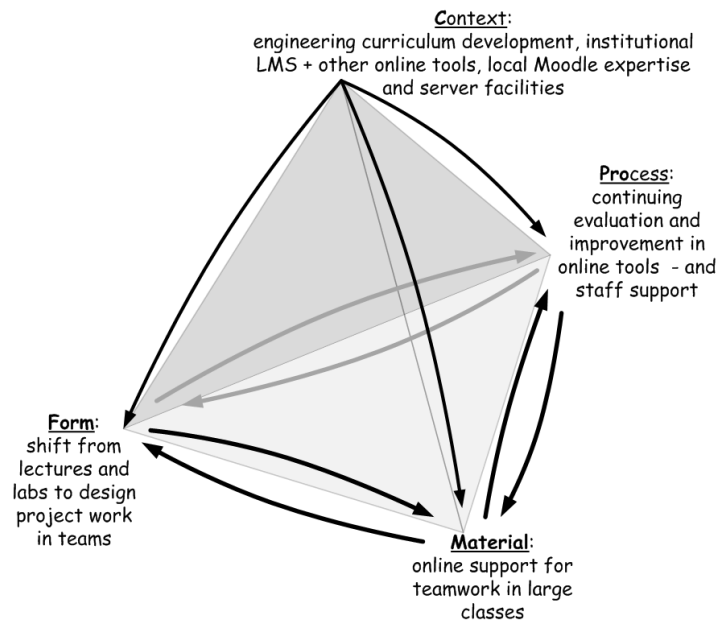 Context:
engineering curriculum development, institutional
LMS + other online tools, local Moodle expertise
and server facilities
Process:
continuing
evaluation and
improvement in
online tools - and
staff support
Form:
shift from
lectures and
labs to design
project work
in teams
Material:
online support for
teamwork in large
classes